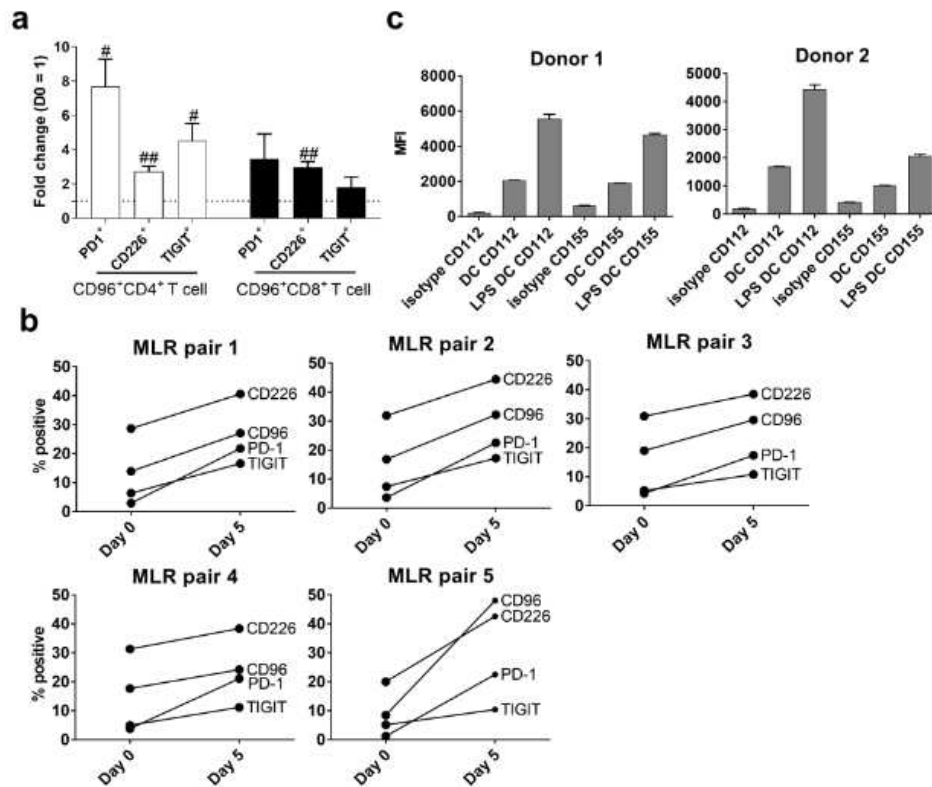 a
Fold change (D0 = 1)
10
8
6
4
2
0
#
##
#
##
PD1+
CD226+
TIGIT+
PD1+
CD226+
TIGIT+
CD96+CD4+ T cell
CD96+CD8+ T cell
c
Donor 1
MFI
8000
6000
4000
2000
0
isotype CD112
DC CD112
LPS DC CD112
isotype CD155
DC CD155
LPS DC CD155
Donor 2
5000
4000
3000
2000
1000
0
isotype CD112
DC CD112
LPS DC CD112
isotype CD155
DC CD155
LPS DC CD155
b
MLR pair 1
% positive
50
40
30
20
10
0
CD226
CD96
PD-1
TIGIT
Day 0
Day 5
MLR pair 2
50
40
30
20
10
0
CD226
CD96
PD-1
TIGIT
Day 0
Day 5
MLR pair 3
50
40
30
20
10
0
CD226
CD96
PD-1
TIGIT
Day 0
Day 5
MLR pair 4
% positive
50
40
30
20
10
0
CD226
CD96
PD-1
TIGIT
Day 0
Day 5
MLR pair 5
50
40
30
20
10
0
CD96
CD226
PD-1
TIGIT
Day 0
Day 5